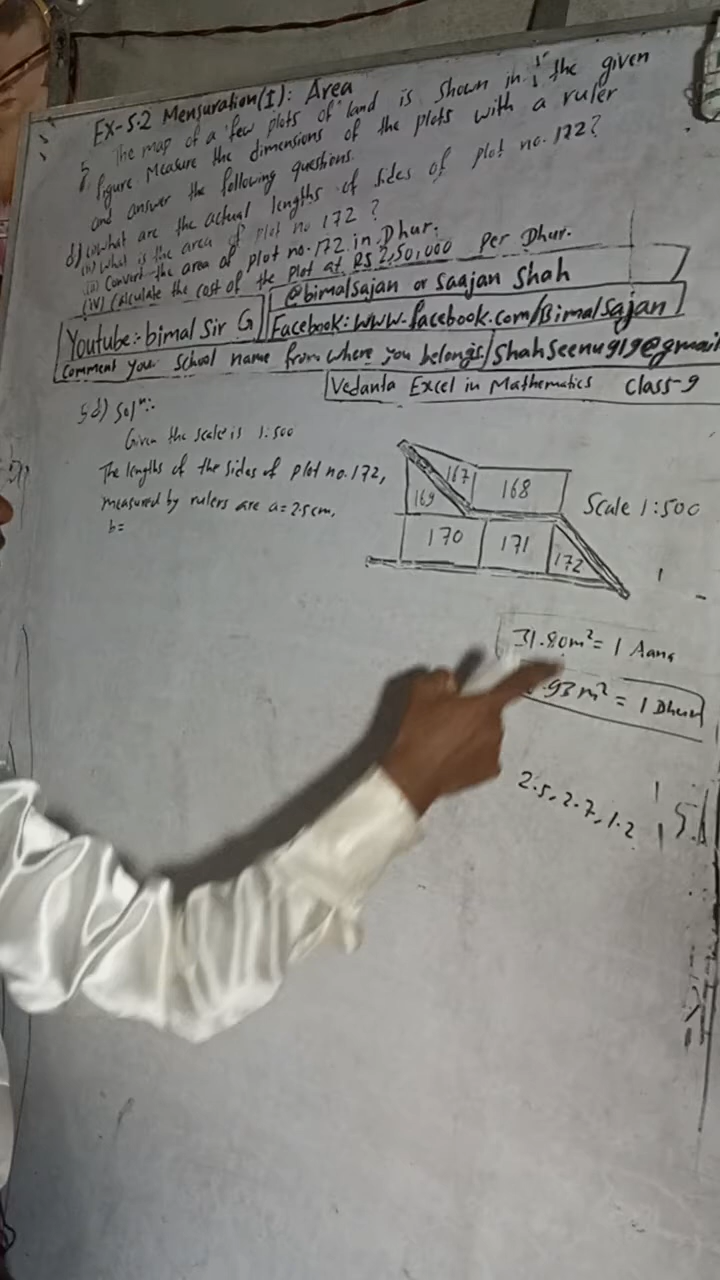 Ex-5.2 Mensuration(I): Area
5. The map of a few plots of land is shown in the given
figure. Measure the dimensions of the plots with a ruler
and answer the following questions.
d)(i) What are the actual lengths of sides of plot no. 172?
(ii) What is the area of plot no 172?
(iii) Convert the area of plot no. 172 in Dhur.
(iv) Calculate the cost of the plot at Rs 2,50,000 per Dhur.
@bimalsajan or Saajan Shah
Youtube:- bimal Sir G
Facebook: www.facebook.com/Bimalsajan
comment your school name from where you belongs/Shahseenu919@gmail
Vedanta Excel in Mathematics Class-9
5d) Solⁿ:-
Given the scale is 1:500
The lengths of the sides of plot no. 172,
measured by rulers are a=2.5cm,
b=
167
168
169
Scale 1:500
170
171
172
31.80m²= 1 Aana
.93m² = 1 Dhur
2.5, 2.7, 1.2